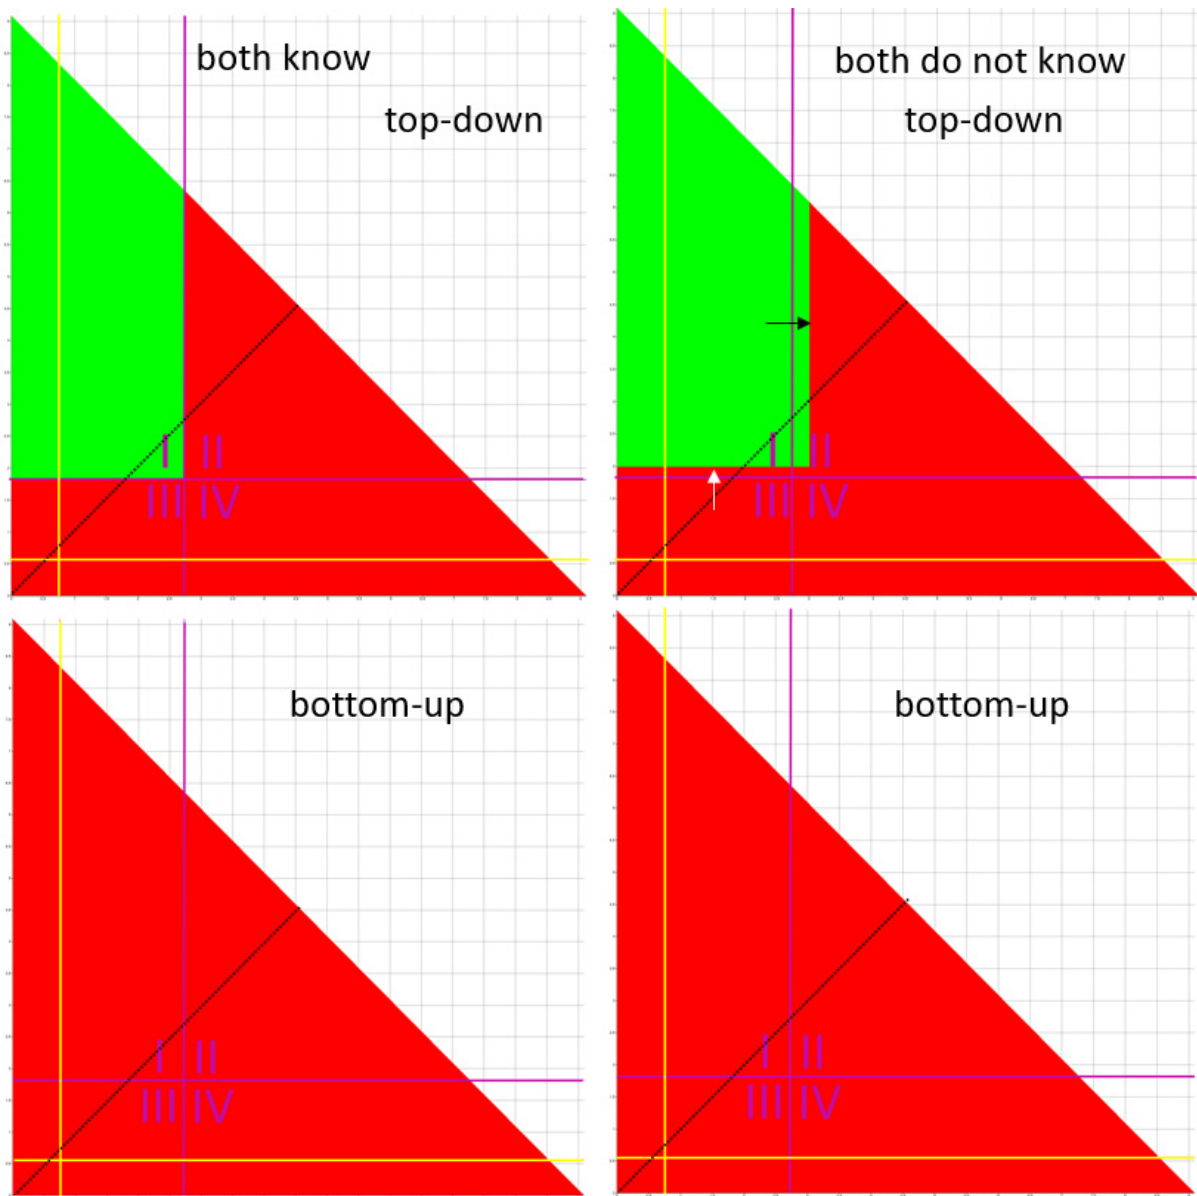 both know
top-down
I II
III IV
both do not know
top-down
I II
III IV
bottom-up
I II
III IV
bottom-up
I II
III IV